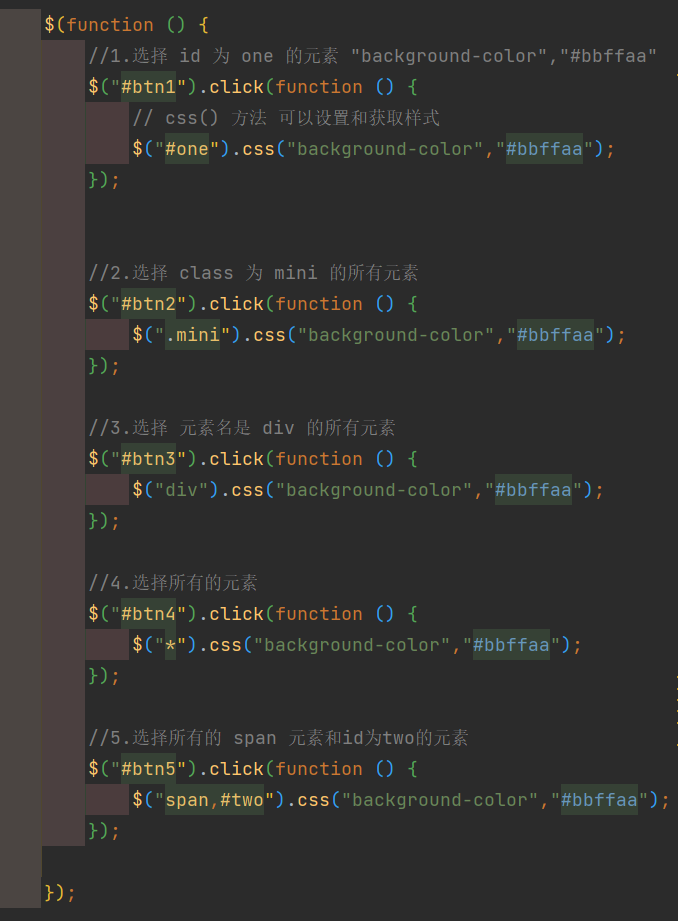 $(function () {
//1.选择 id 为 one 的元素 "background-color","#bbffaa"
$("#btn1").click(function () {
// css() 方法 可以设置和获取样式
$("#one").css("background-color","#bbffaa");
});
//2.选择 class 为 mini 的所有元素
$("#btn2").click(function () {
$(".mini").css("background-color","#bbffaa");
});
//3.选择 元素名是 div 的所有元素
$("#btn3").click(function () {
$("div").css("background-color","#bbffaa");
});
//4.选择所有的元素
$("#btn4").click(function () {
$("*").css("background-color","#bbffaa");
});
//5.选择所有的 span 元素和id为two的元素
$("#btn5").click(function () {
$("span,#two").css("background-color","#bbffaa");
});
});